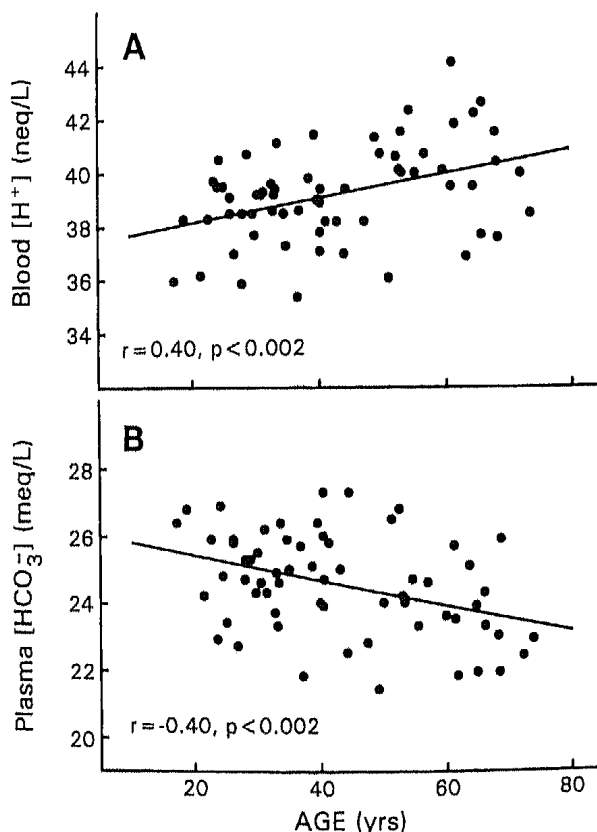 A
Blood [H⁺] (neq/L)
44
42
40
38
36
34
r=0.40, p<0.002
B
Plasma [HCO₃⁻] (meq/L)
28
26
24
22
20
r=-0.40, p<0.002
20 40 60 80
AGE (yrs)